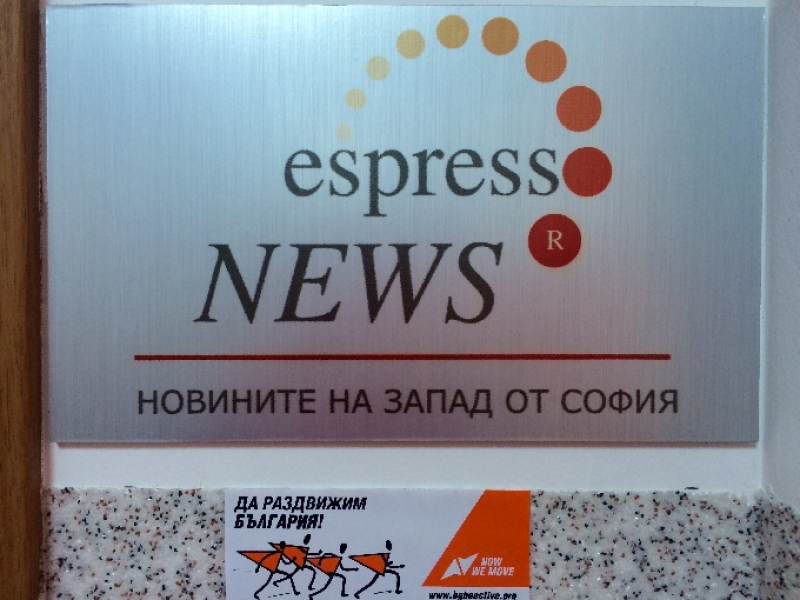 espresso
NEWS
R
НОВИНИТЕ НА ЗАПАД ОТ СОФИЯ
ДА РАЗДВИЖИМ
БЪЛГАРИЯ!
NOW
WE MOVE
www.bgbeactive.org